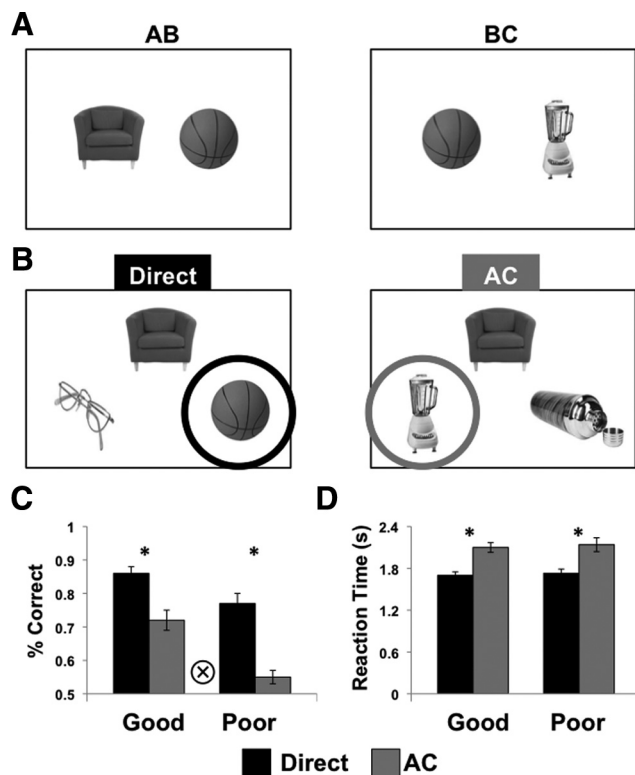 A
AB BC
B
Direct AC
C D
1
0.9
0.8
0.7
0.6
0.5
% Correct
* *
Good Poor
2.4
1.8
1.2
0.6
0
Reaction Time (s)
* *
Good Poor
Direct AC